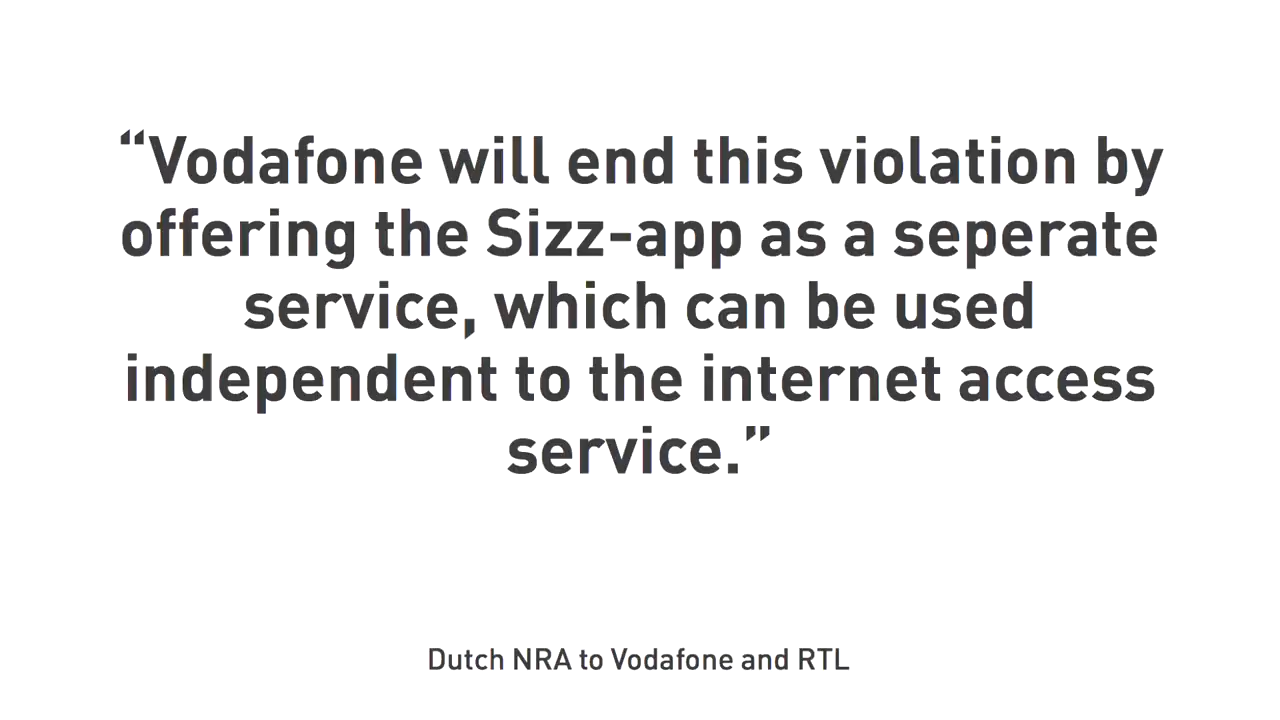 “Vodafone will end this violation by
offering the Sizz-app as a seperate
service, which can be used
independent to the internet access
service.”
Dutch NRA to Vodafone and RTL